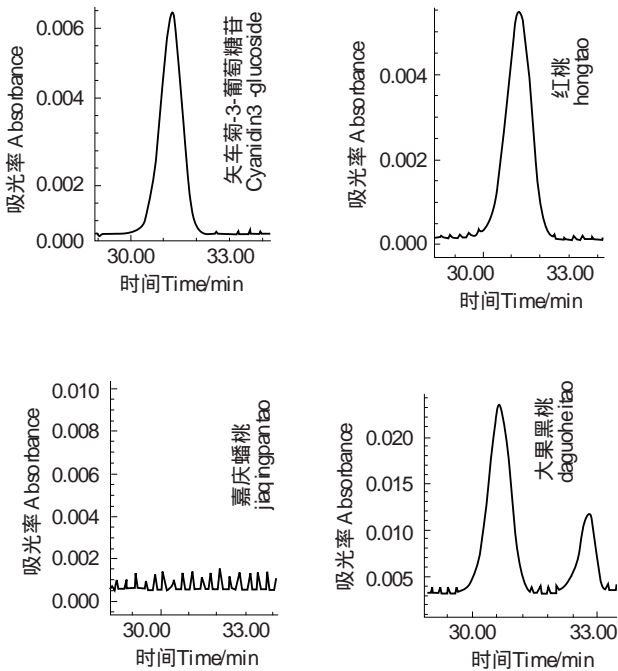 0.006
0.004
0.002
0.000
吸光率 Absorbance
30.00 33.00
时间Time/min
矢车菊-3-葡萄糖苷
Cyanidin3 -glucoside
0.004
0.002
0.000
吸光率 Absorbance
30.00 33.00
时间Time/min
红桃
hongtao
0.010
0.008
0.006
0.004
0.002
0.000
吸光率 Absorbance
30.00 33.00
时间Time/min
嘉庆蟠桃
jiaqingpantao
0.020
0.015
0.010
0.005
吸光率 Absorbance
30.00 33.00
时间Time/min
大果黑桃
daguoheitao